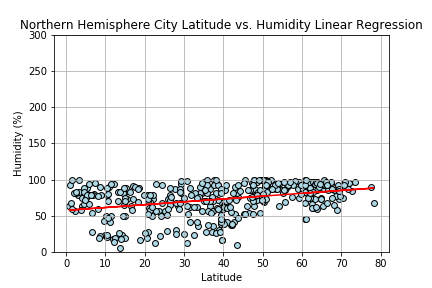 Northern Hemisphere City Latitude vs. Humidity Linear Regression
300
250
200
150
100
50
0
Humidity (%)
0 10 20 30 40 50 60 70 80
Latitude